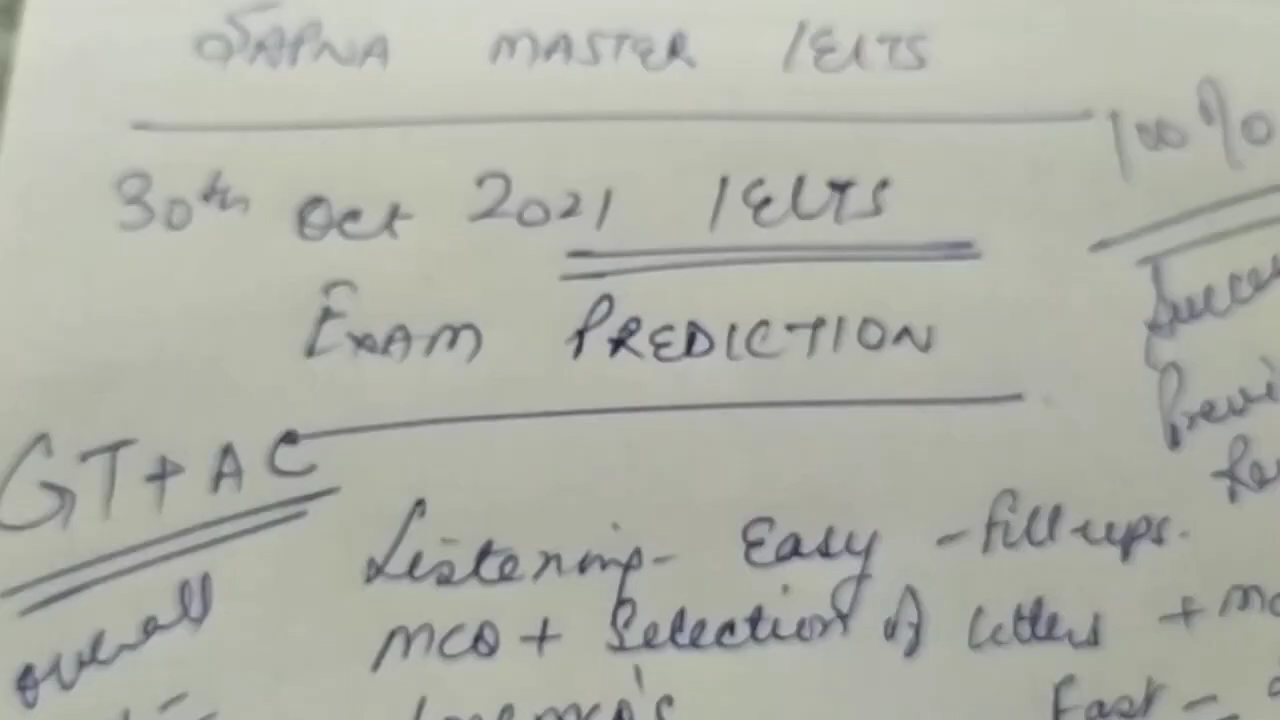 SAPNA MASTER IELTS
100%
30th Oct 2021 IELTS
EXAM PREDICTION
GT+AC
Listening- Easy -fill-ups.
MCQ + Selection of letters +
overall
Fast -